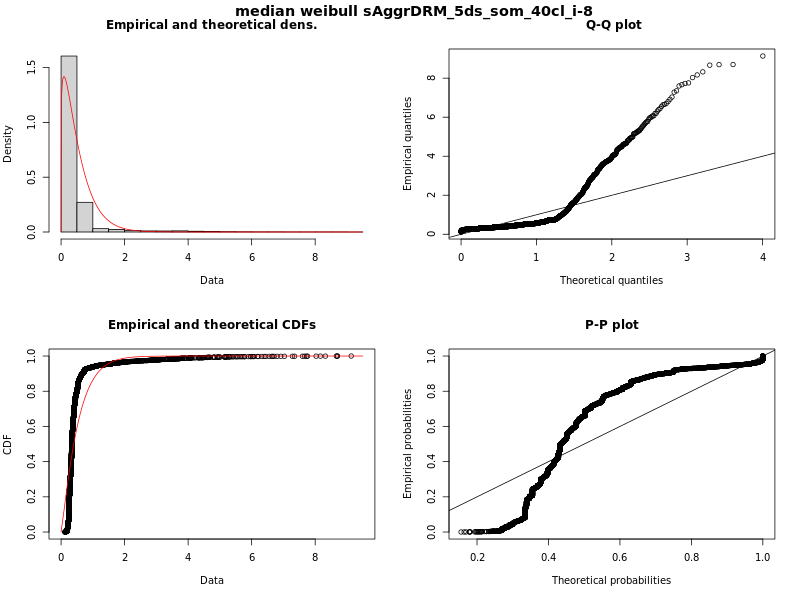 median weibull sAggrDRM_5ds_som_40cl_i-8
Empirical and theoretical dens.
Density
0.0 0.5 1.0 1.5
0 2 4 6 8
Data
Q-Q plot
Empirical quantiles
0 2 4 6 8
0 1 2 3 4
Theoretical quantiles
Empirical and theoretical CDFs
CDF
0.0 0.2 0.4 0.6 0.8 1.0
0 2 4 6 8
Data
P-P plot
Empirical probabilities
0.0 0.2 0.4 0.6 0.8 1.0
0.2 0.4 0.6 0.8 1.0
Theoretical probabilities